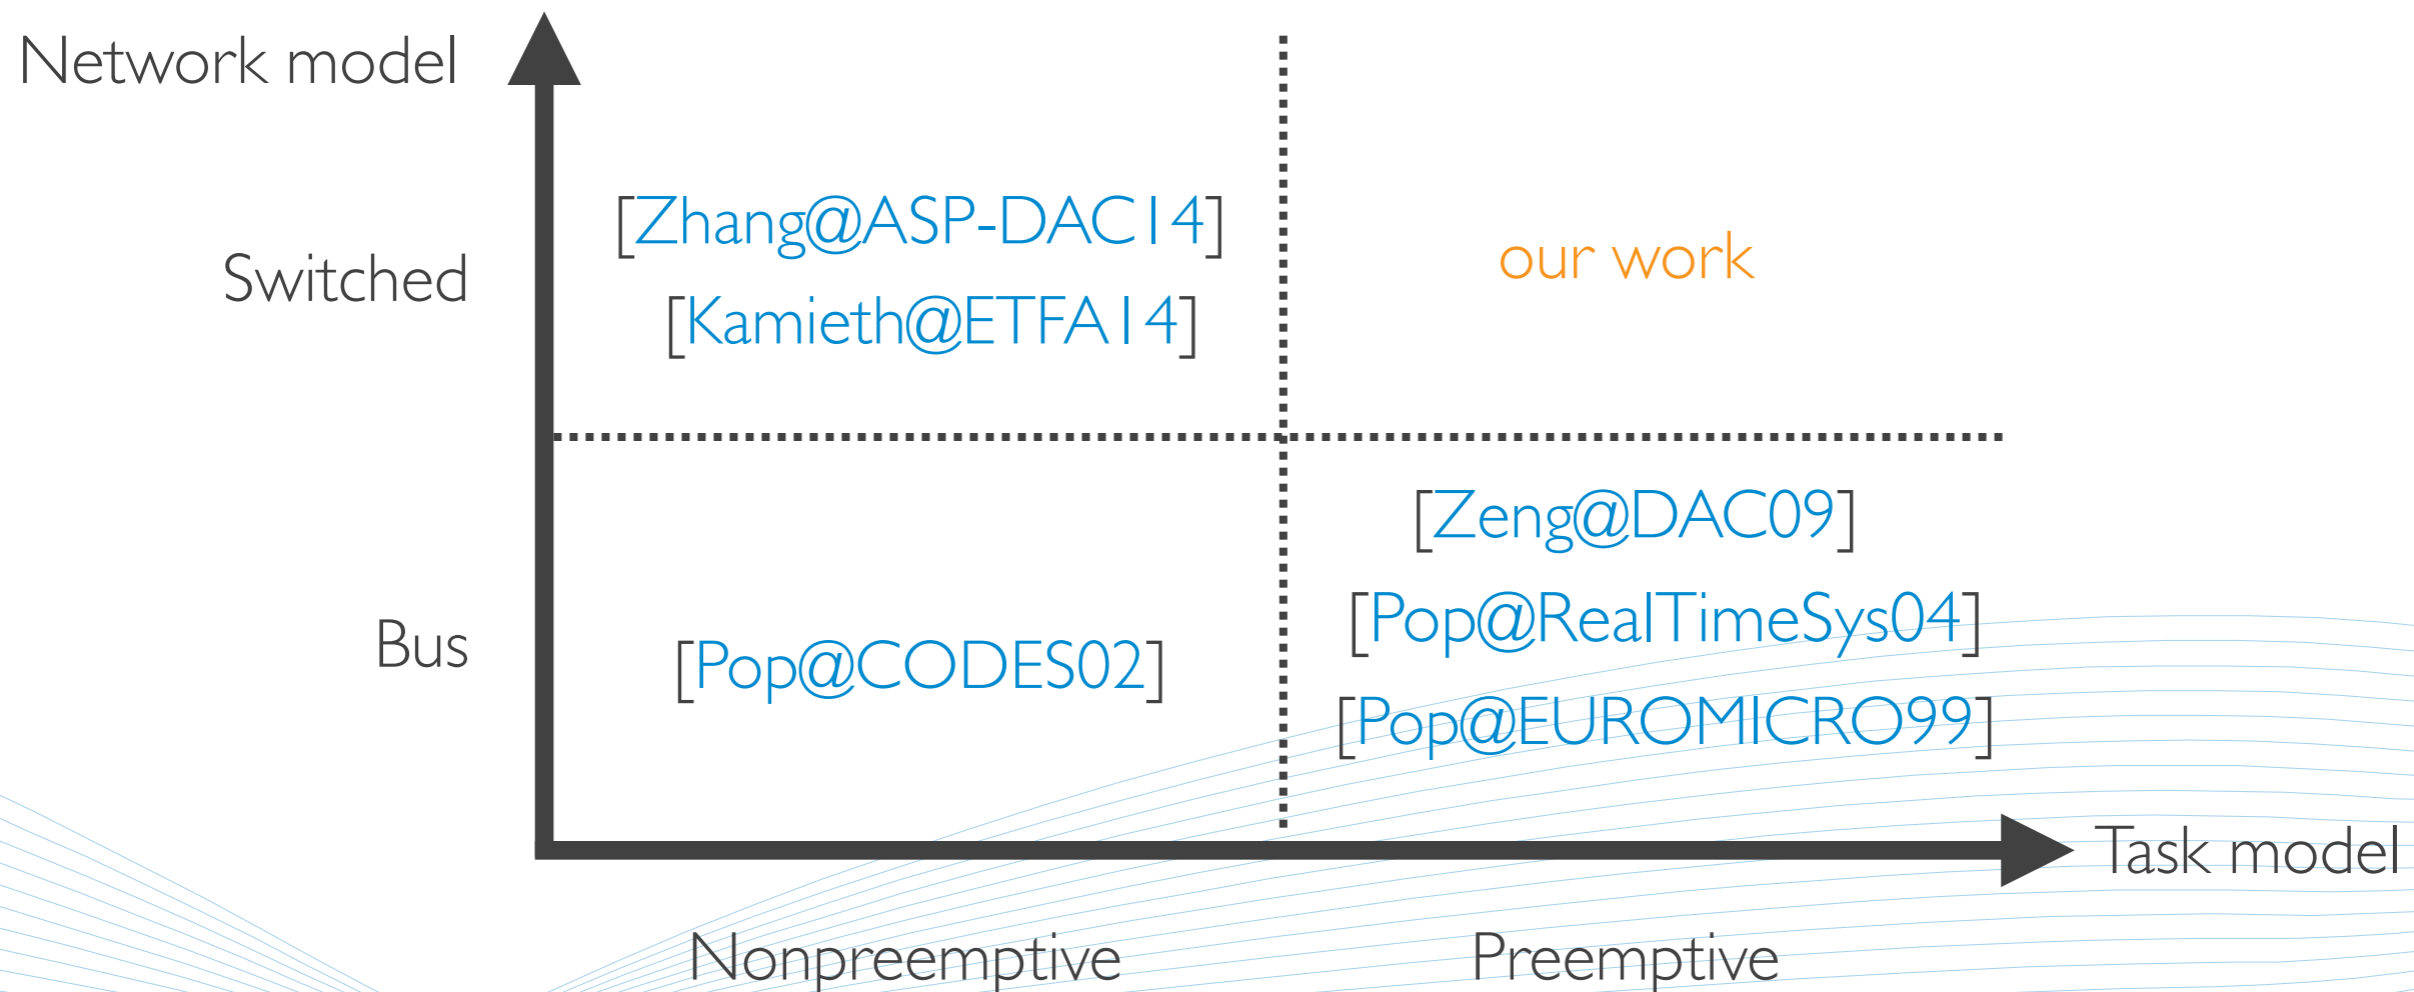 Network model
[Zhang@ASP-DAC14]
Switched
our work
[Kamieth@ETFA14]
[Zeng@DAC09]
[Pop@RealTimeSys04]
Bus
[Pop@CODES02]
[Pop@EUROMICRO99]
Task model
Nonpreemptive
Preemptive